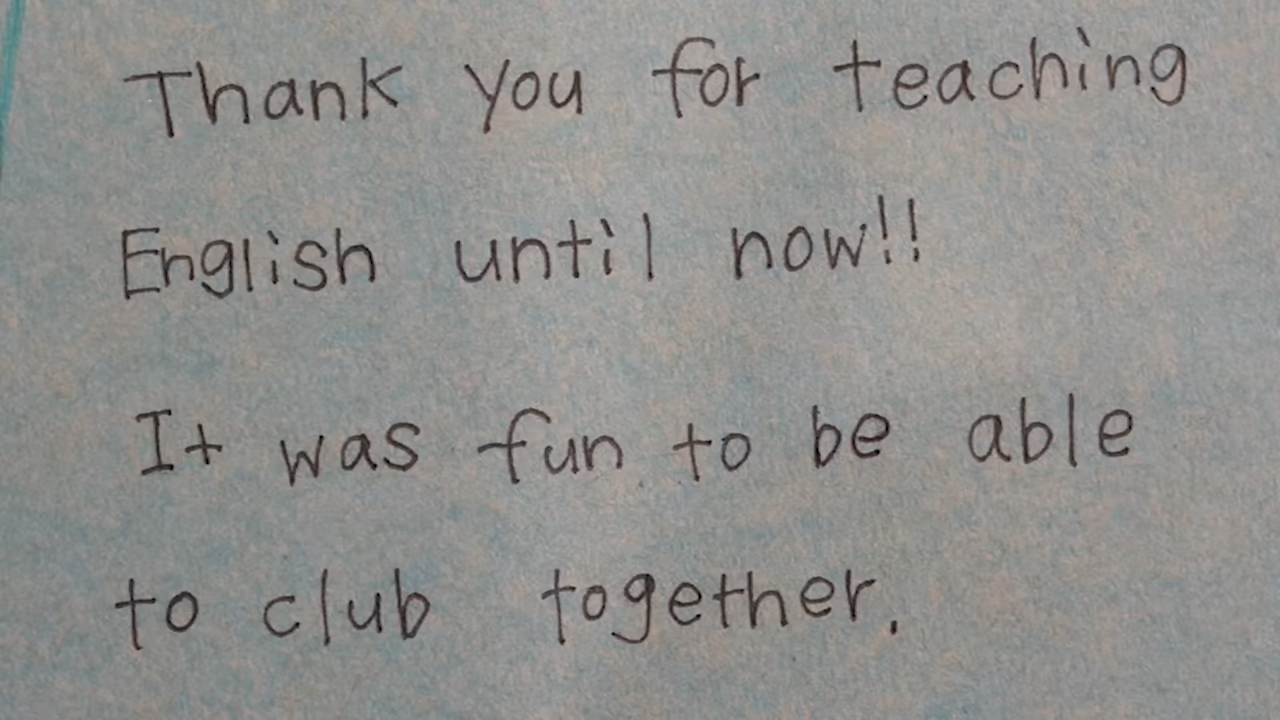 Thank you for teaching
English until now!!
It was fun to be able
to club together.